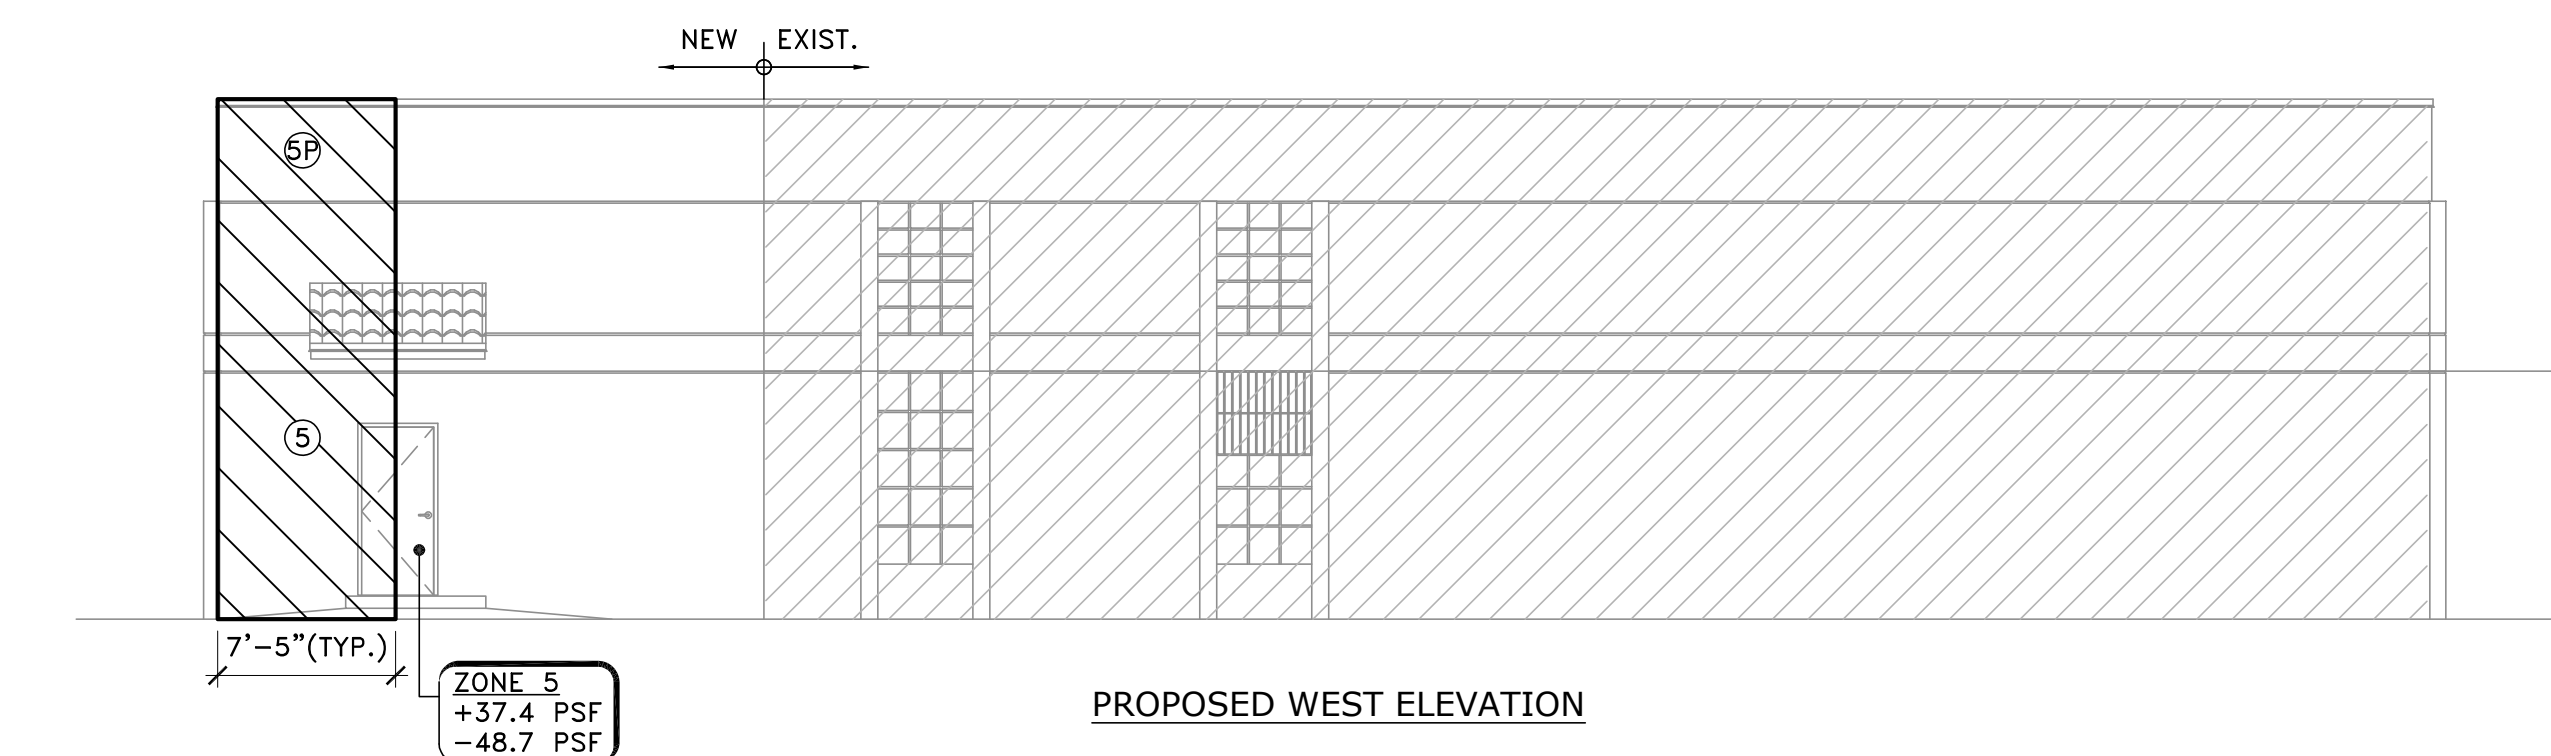 NEW EXIST.
5P
5
7'-5"(TYP.)
ZONE 5
+37.4 PSF
-48.7 PSF
PROPOSED WEST ELEVATION